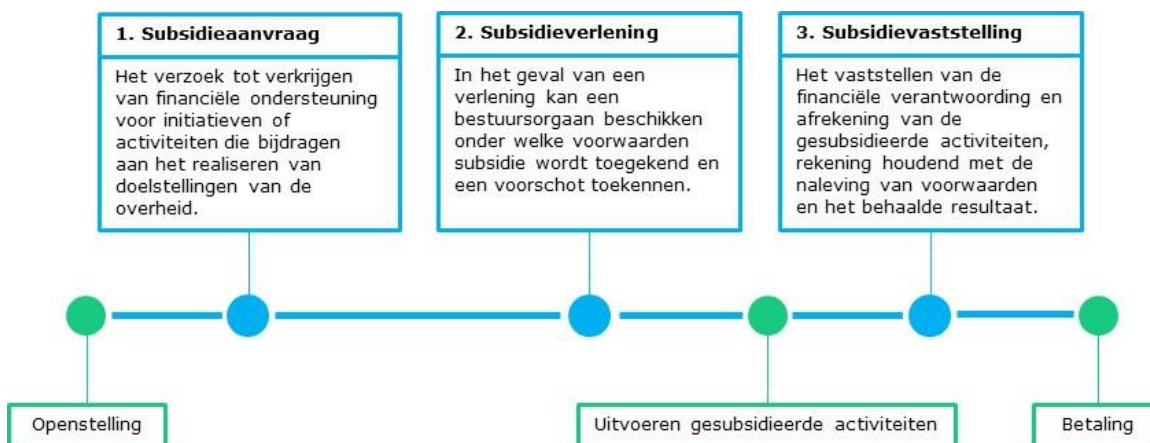 1. Subsidieaanvraag
Het verzoek tot verkrijgen
van financiële ondersteuning
voor initiatieven of
activiteiten die bijdragen
aan het realiseren van
doelstellingen van de
overheid.
2. Subsidieverlening
In het geval van een
verlening kan een
bestuursorgaan beschikken
onder welke voorwaarden
subsidie wordt toegekend en
een voorschot toekennen.
3. Subsidievaststelling
Het vaststellen van de
financiële verantwoording en
afrekening van de
gesubsidieerde activiteiten,
rekening houdend met de
naleving van voorwaarden
en het behaalde resultaat.
Openstelling
Uitvoeren gesubsidieerde activiteiten
Betaling